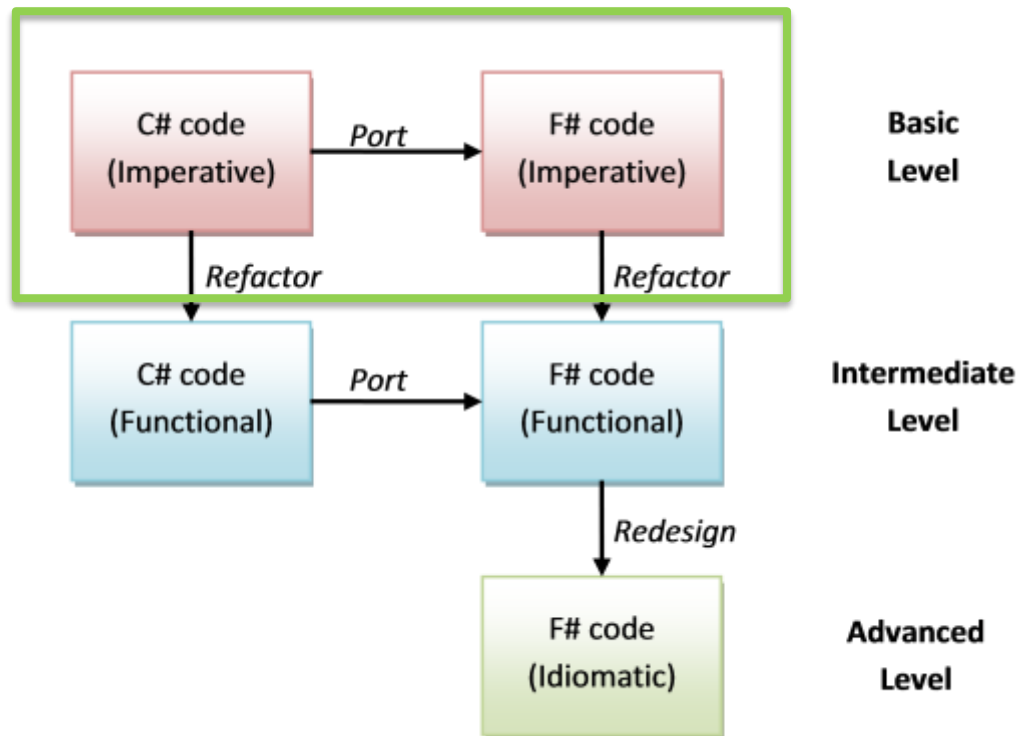 C# code
(Imperative)
Port
F# code
(Imperative)
Basic
Level
Refactor
Refactor
C# code
(Functional)
Port
F# code
(Functional)
Intermediate
Level
Redesign
F# code
(Idiomatic)
Advanced
Level